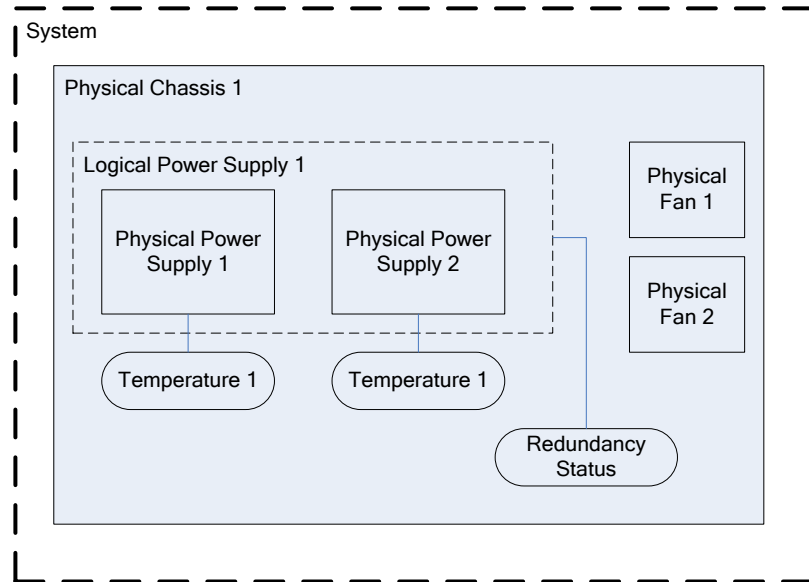 System
Physical Chassis 1
Logical Power Supply 1
Physical Power
Supply 1
Physical Power
Supply 2
Physical
Fan 1
Physical
Fan 2
Temperature 1
Temperature 1
Redundancy
Status